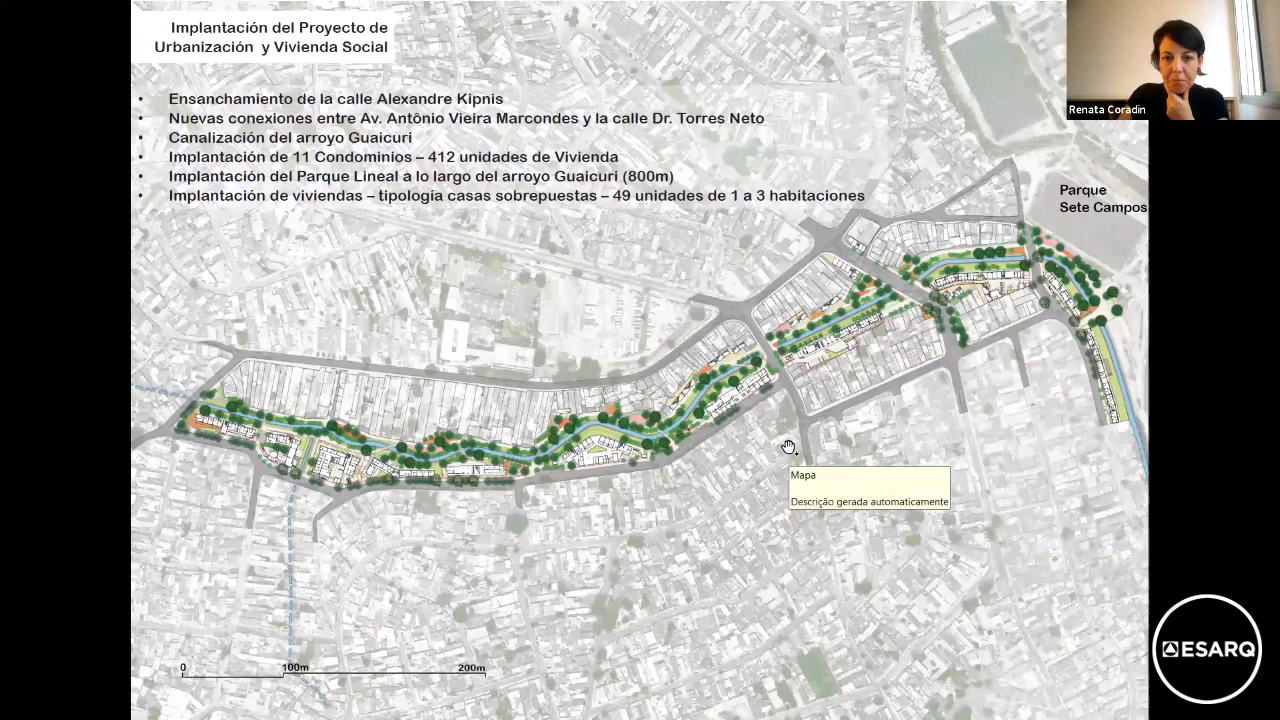 Implantación del Proyecto de
Urbanización y Vivienda Social
• Ensanchamiento de la calle Alexandre Kipnis
• Nuevas conexiones entre Av. Antônio Vieira Marcondes y la calle Dr. Torres Neto
• Canalización del arroyo Guaicuri
• Implantación de 11 Condominios – 412 unidades de Vivienda
• Implantación del Parque Lineal a lo largo del arroyo Guaicuri (800m)
• Implantación de viviendas – tipología casas sobrepuestas – 49 unidades de 1 a 3 habitaciones
Renata Coradin
Parque
Sete Campos
Mapa
Descrição gerada automaticamente
0 100m 200m
ESARQ